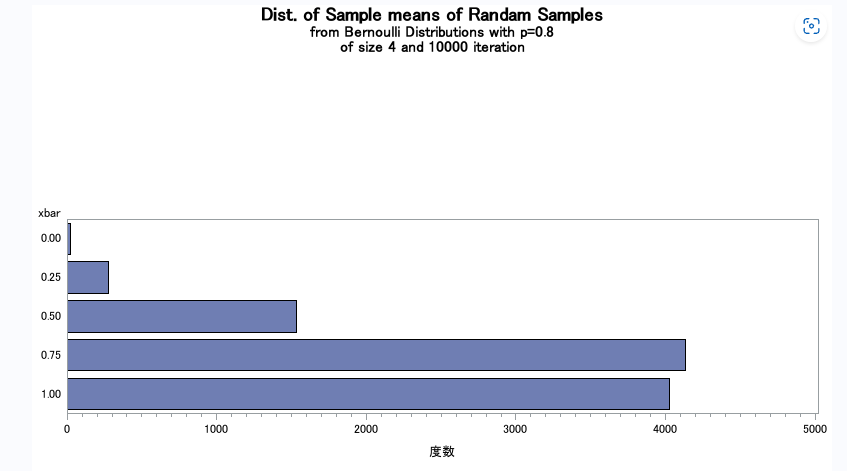 Dist. of Sample means of Randam Samples
from Bernoulli Distributions with p=0.8
of size 4 and 10000 iteration
xbar
0.00
0.25
0.50
0.75
1.00
0 1000 2000 3000 4000 5000
度数